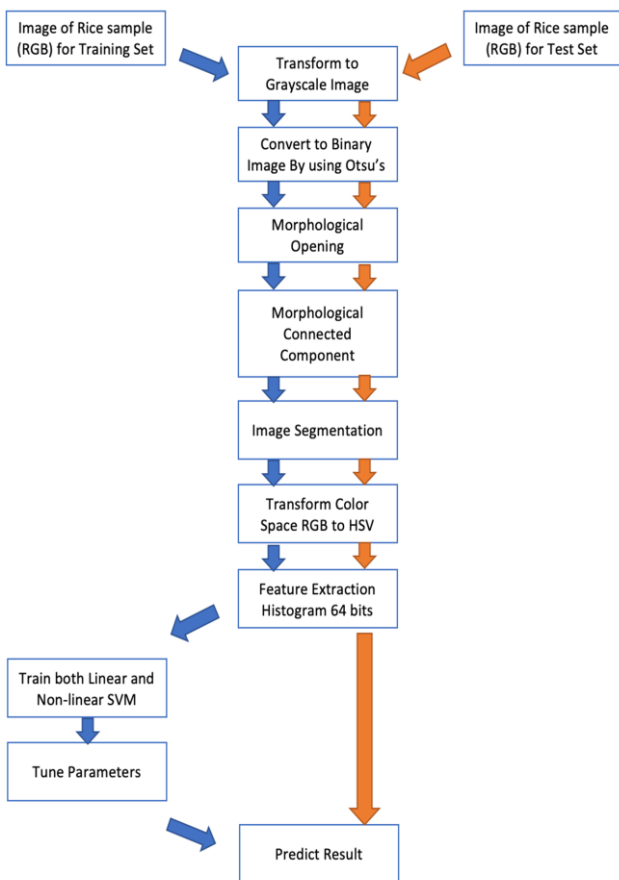 Image of Rice sample
(RGB) for Training Set
Image of Rice sample
(RGB) for Test Set
Transform to
Grayscale Image
Convert to Binary
Image By using Otsu's
Morphological
Opening
Morphological
Connected
Component
Image Segmentation
Transform Color
Space RGB to HSV
Feature Extraction
Histogram 64 bits
Train both Linear and
Non-linear SVM
Tune Parameters
Predict Result